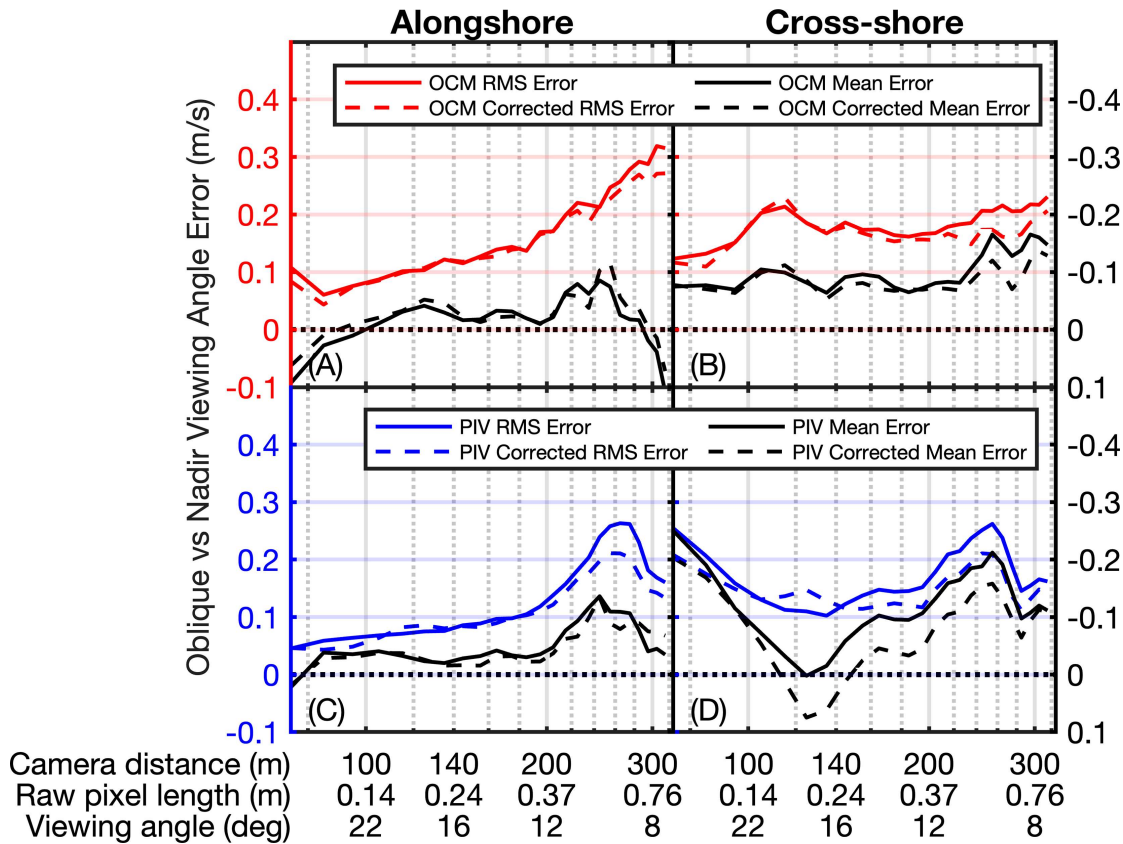 Alongshore Cross-shore
OCM RMS Error OCM Mean Error
OCM Corrected RMS Error OCM Corrected Mean Error
Oblique vs Nadir Viewing Angle Error (m/s)
0.4 -0.4
0.3 -0.3
0.2 -0.2
0.1 -0.1
0 0
(A) (B)
-0.1 0.1
PIV RMS Error PIV Mean Error
PIV Corrected RMS Error PIV Corrected Mean Error
0.4 -0.4
0.3 -0.3
0.2 -0.2
0.1 -0.1
0 0
(C) (D)
-0.1 0.1
Camera distance (m) 100 140 200 300 100 140 200 300
Raw pixel length (m) 0.14 0.24 0.37 0.76 0.14 0.24 0.37 0.76
Viewing angle (deg) 22 16 12 8 22 16 12 8